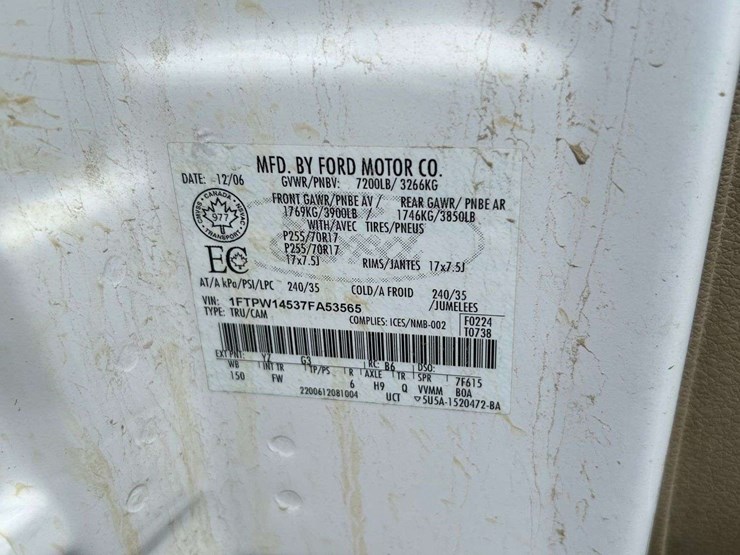 MFD. BY FORD MOTOR CO.
DATE: 12/06
GVWR/PNBV: 7200LB/ 3266KG
FRONT GAWR/PNBE AV / REAR GAWR/ PNBE AR
1769KG/3900LB / 1746KG/3850LB
WITH/AVEC TIRES/PNEUS
P255/70R17
P255/70R17
17x7.5J RIMS/JANTES 17x7.5J
CANADA
977
TRANSPORT
EC
AT/A kPa/PSI/LPC 240/35 COLD/A FROID 240/35
/JUMELEES
VIN: 1FTPW14537FA53565
TYPE: TRU/CAM
COMPLIES: ICES/NMB-002
F0224
T0738
EXT PNT: YZ G3 RC: B6 DSO:
WB INT TR TP/PS R AXLE TR SPR 7F615
150 FW 6 H9 Q VVMM BOA
2200612081004 UCT ▽5U5A-1520472-BA